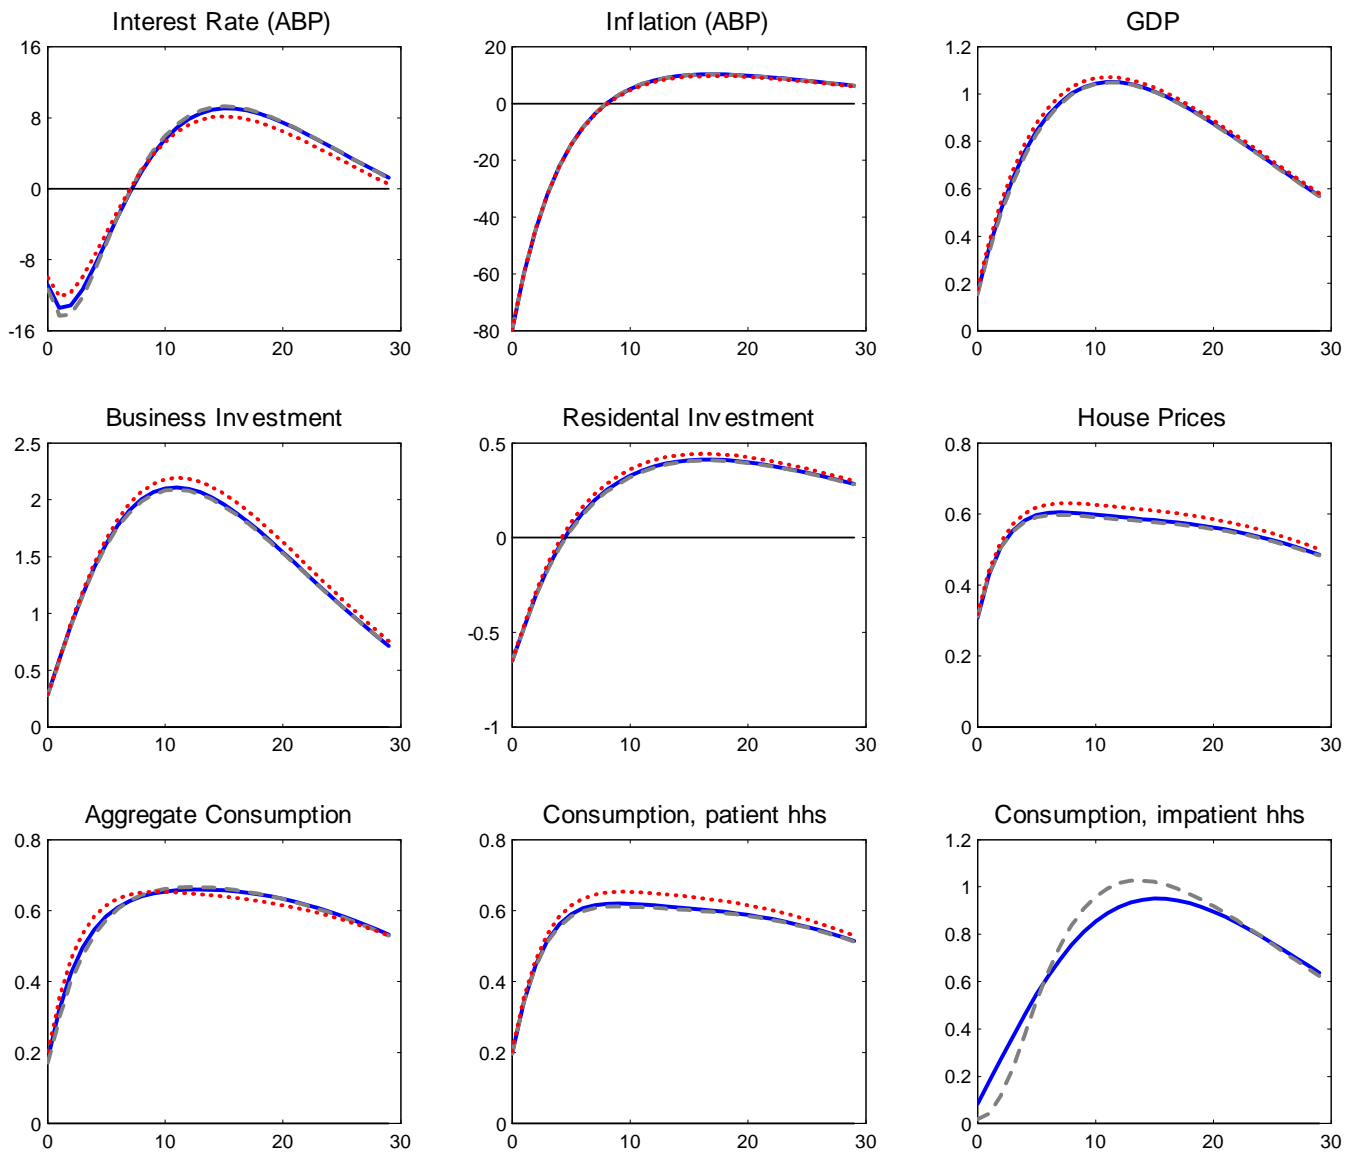 Interest Rate (ABP)
16
8
0
-8
-16
0 10 20 30
Inflation (ABP)
20
0
-20
-40
-60
-80
0 10 20 30
GDP
1.2
1
0.8
0.6
0.4
0.2
0
0 10 20 30
Business Investment
2.5
2
1.5
1
0.5
0
0 10 20 30
Residental Investment
0.5
0
-0.5
-1
0 10 20 30
House Prices
0.8
0.6
0.4
0.2
0
0 10 20 30
Aggregate Consumption
0.8
0.6
0.4
0.2
0
0 10 20 30
Consumption, patient hhs
0.8
0.6
0.4
0.2
0
0 10 20 30
Consumption, impatient hhs
1.2
1
0.8
0.6
0.4
0.2
0
0 10 20 30